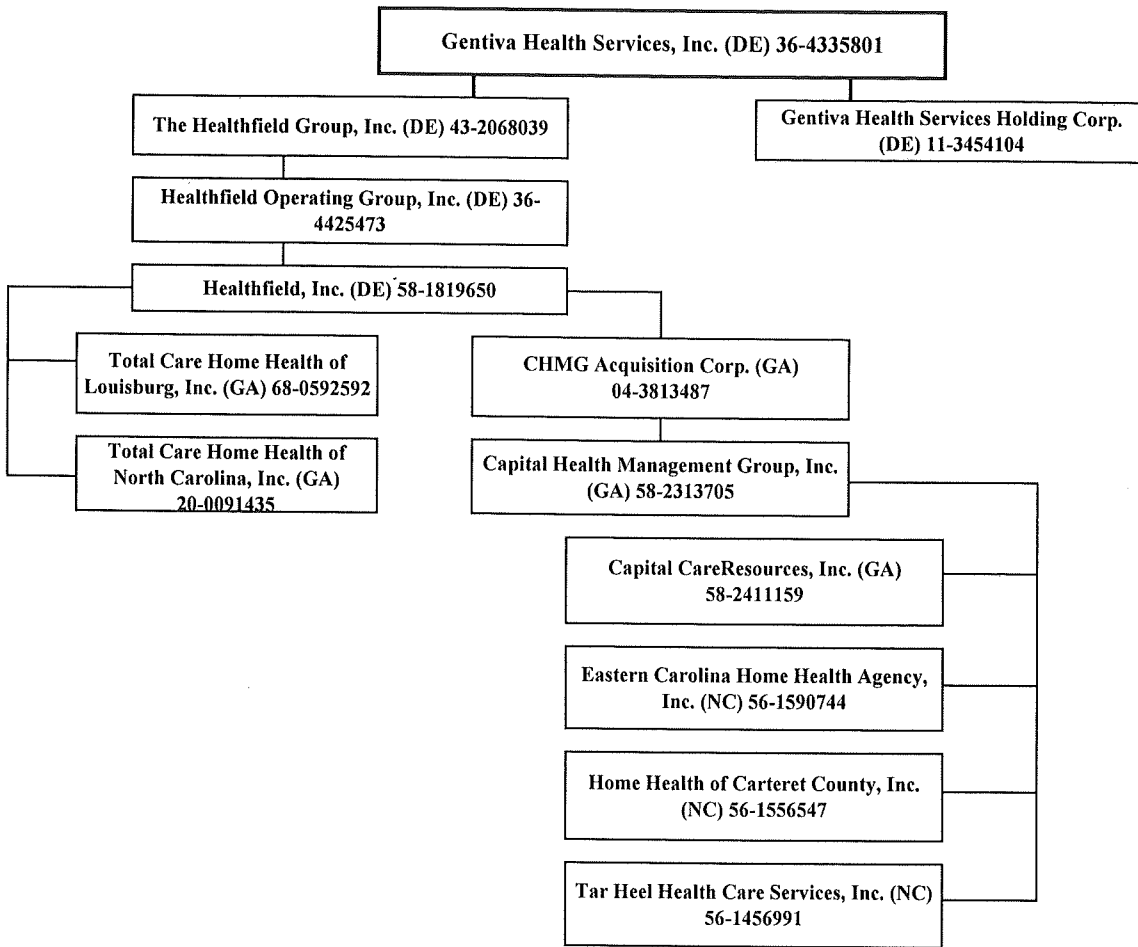 Gentiva Health Services, Inc. (DE) 36-4335801
The Healthfield Group, Inc. (DE) 43-2068039
Gentiva Health Services Holding Corp.
(DE) 11-3454104
Healthfield Operating Group, Inc. (DE) 36-
4425473
Healthfield, Inc. (DE) 58-1819650
Total Care Home Health of
Louisburg, Inc. (GA) 68-0592592
CHMG Acquisition Corp. (GA)
04-3813487
Total Care Home Health of
North Carolina, Inc. (GA)
20-0091435
Capital Health Management Group, Inc.
(GA) 58-2313705
Capital CareResources, Inc. (GA)
58-2411159
Eastern Carolina Home Health Agency,
Inc. (NC) 56-1590744
Home Health of Carteret County, Inc.
(NC) 56-1556547
Tar Heel Health Care Services, Inc. (NC)
56-1456991